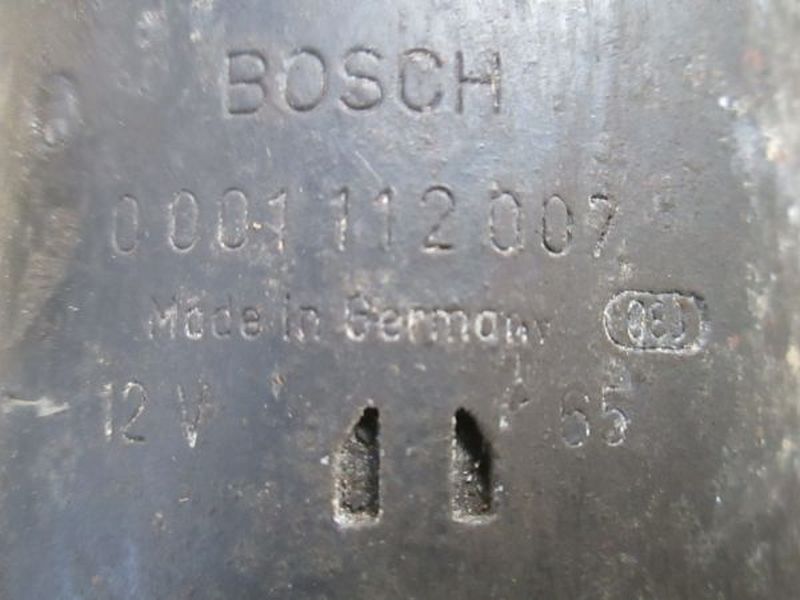 BOSCH
0 001 112 007
Made in Germany
12 V 65